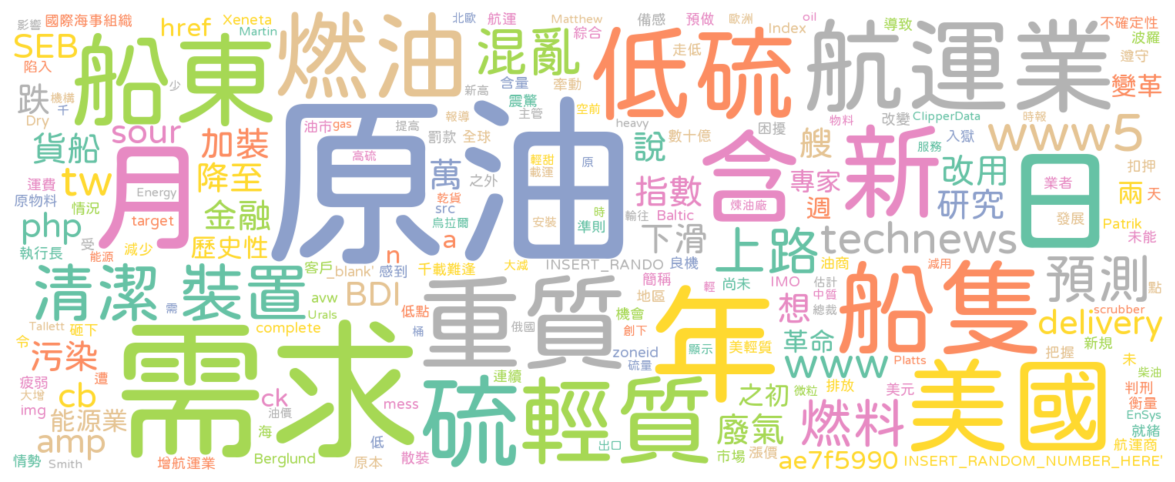 影響 國際海事組織 href Xeneta 北歐 航運 Matthew 備感 預做 歐洲 oil 不確定性
SEB 船東 Martin 燃油 混亂 綜合 走低 Index 低硫 航運業 導致 波羅
陷入 少 新高 含量 牽動 遵守
跌 機構 千 報導 震驚 主管 空前 物料 改變 ClipperData 時報 變革
Dry 油市 gas 提高 罰款 全球 heavy 數十億 困擾 入獄 www5
貨船 sour 加裝 原油 高硫 輕甜 載運 原 說 含 艘 新 服務 改用 日 扣押
運費 tw 月 Energy 降至 萬 之外 煉油廠 指數 專家 業者 兩 天
原物料 target 金融 乾貨 src 安裝 時 輸往 Baltic 週 研究 發展
php 情況 烏拉爾 準則 Patrik
執行長 受 能源 減少 歷史性 n a 下滑 上路 technews 未能
清潔 裝置 客戶 _blank' 感到 千載難逢 大減 INSERT_RANDO 簡稱 良機 尚未 油商 減用 估計 預測 點
需 avw BDI 低點 重質 地區 年 IMO 想 輕 中質 總裁 船隻 scrubber
Tallett 砸下 Urals 桶 俄國 機會 創下 美輕質 革命 Platts 新規 delivery
令 污染 complete 需求 zoneid 顯示 www 把握 未
疲弱 遭 cb 連續 硫量 柴油
大增 ck mess 硫 輕質 之初 微粒 排放 美元 美國 判刑
img 能源業 油價 衡量
amp 海 低 廢氣 燃料 EnSys
情勢 Smith 增航運業 Berglund 原本 散裝 出口 市場 漲價 ae7f5990 INSERT_RANDOM_NUMBER_HERE' 就緒 航運商